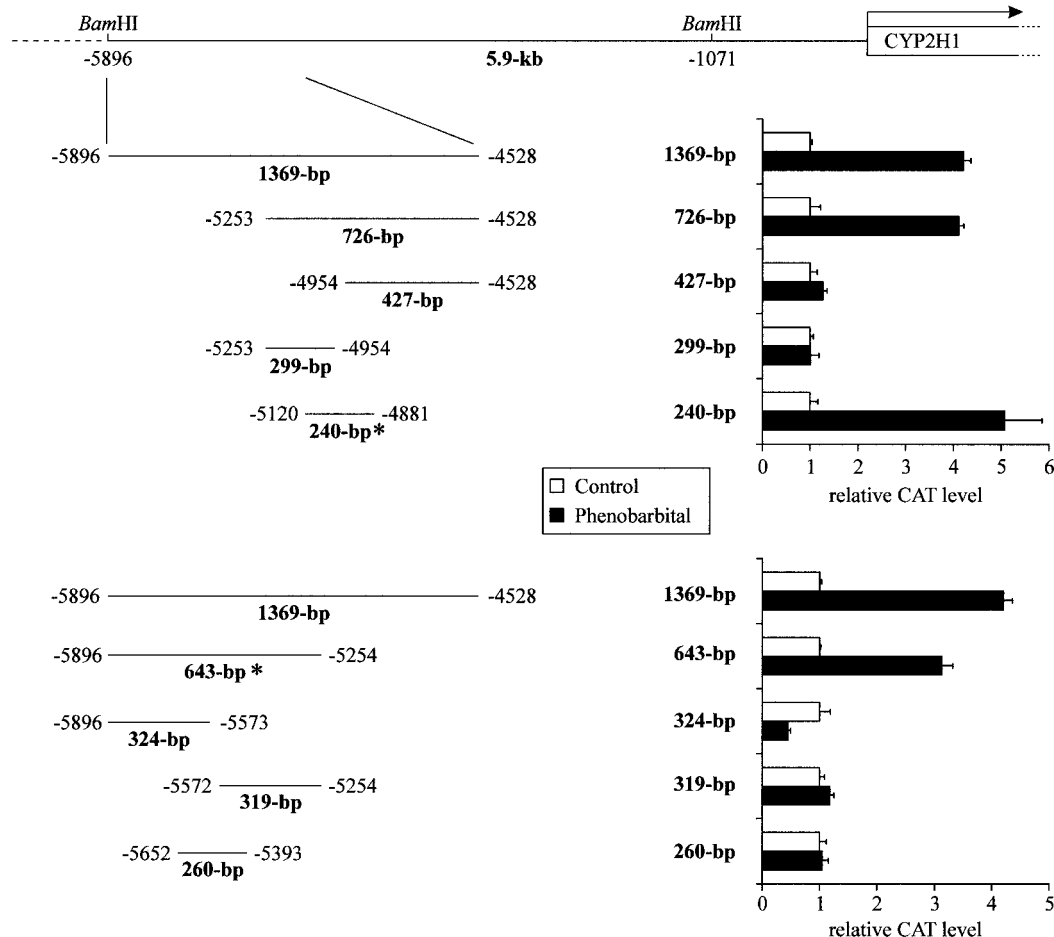 BamHI BamHI
CYP2H1
-5896 5.9-kb -1071
-5896 -4528 1369-bp
1369-bp
-5253 -4528 726-bp
726-bp
-4954 -4528 427-bp
427-bp
-5253 -4954 299-bp
299-bp
-5120 -4881 240-bp
240-bp*
0 1 2 3 4 5 6
relative CAT level
Control
Phenobarbital
-5896 -4528 1369-bp
1369-bp
-5896 -5254 643-bp
643-bp*
-5896 -5573 324-bp
324-bp
-5572 -5254 319-bp
319-bp
-5652 -5393 260-bp
260-bp
0 1 2 3 4 5
relative CAT level